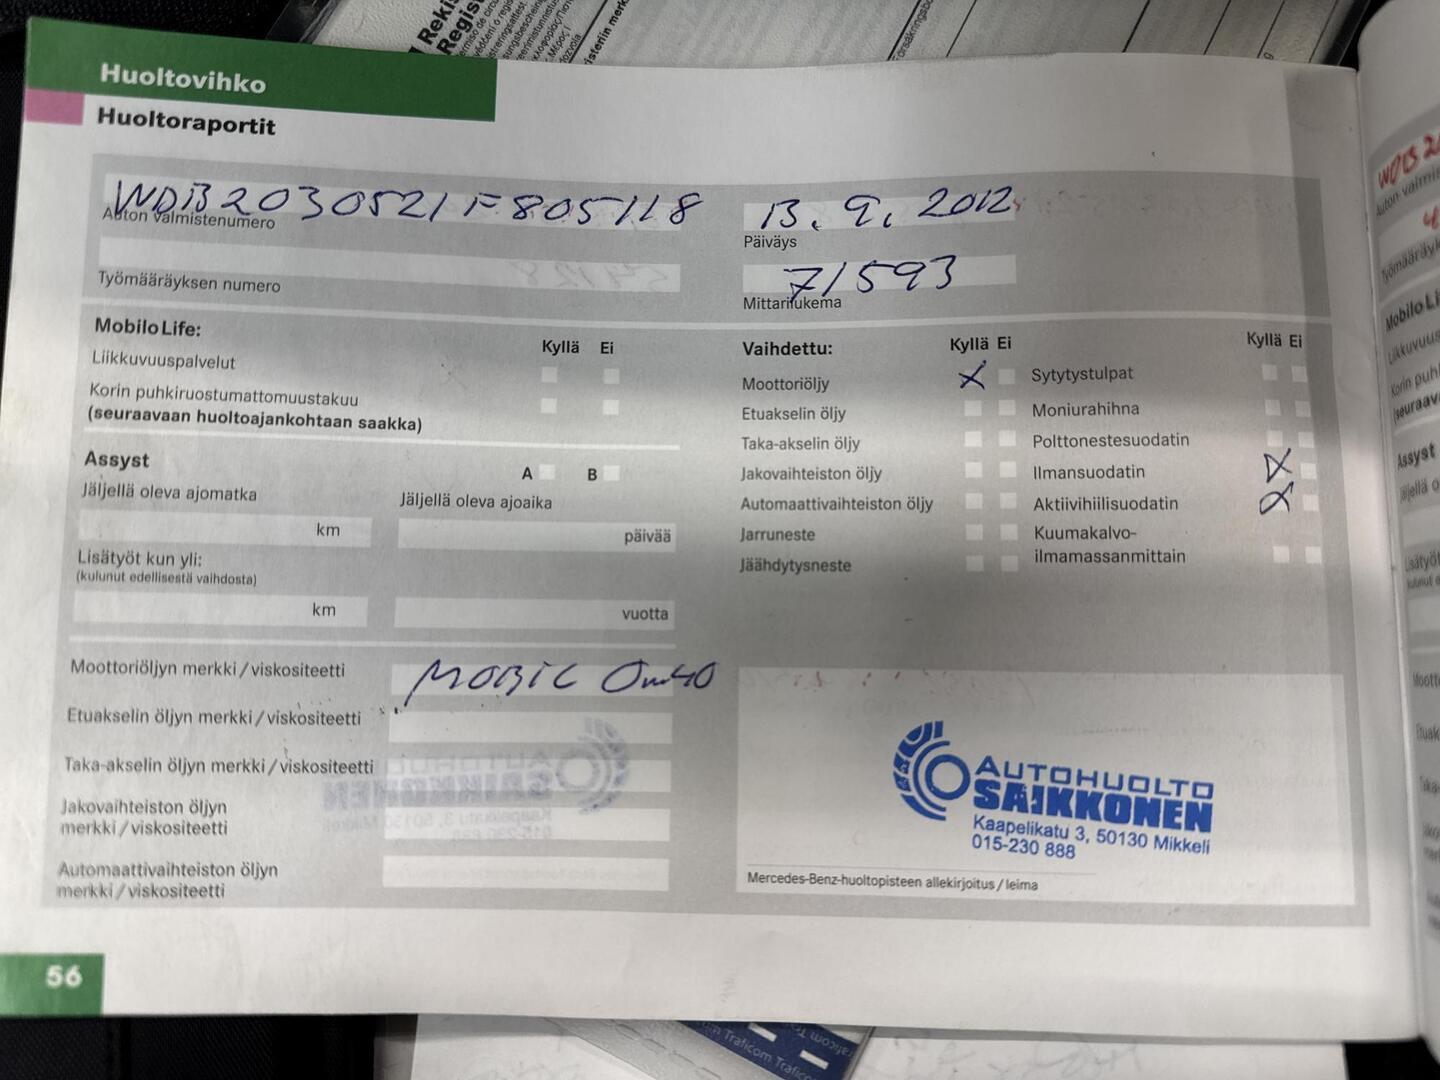 Huoltovihko
Huoltoraportit
WDB2030521F805118
Auton valmistenumero
13. 9. 2012
Päiväys
Työmääräyksen numero
71593
Mittarilukema
MobiloLife:
Kyllä Ei
Liikkuvuuspalvelut
Korin puhkiruostumattomuustakuu
(seuraavaan huoltoajankohtaan saakka)
Assyst
A B
Jäljellä oleva ajomatka
Jäljellä oleva ajoaika
km
päivää
Lisätyöt kun yli:
(kulunut edellisestä vaihdosta)
km
vuotta
Vaihdettu:
Kyllä Ei
Kyllä Ei
Moottoriöljy X
Etuakselin öljy
Taka-akselin öljy
Jakovaihteiston öljy
Automaattivaihteiston öljy
Jarruneste
Jäähdytysneste
Sytytystulpat
Moniurahihna
Polttonestesuodatin
Ilmansuodatin X
Aktiivihiilisuodatin X
Kuumakalvo-
ilmamassanmittain
Moottoriöljyn merkki / viskositeetti
MOBIL 0w40
Etuakselin öljyn merkki / viskositeetti
Taka-akselin öljyn merkki / viskositeetti
Jakovaihteiston öljyn
merkki / viskositeetti
Automaattivaihteiston öljyn
merkki / viskositeetti
AUTOHUOLTO
SAIKKONEN
Kaapelikatu 3, 50130 Mikkeli
015-230 888
Mercedes-Benz-huoltopisteen allekirjoitus / leima
56
Traficom Traficom